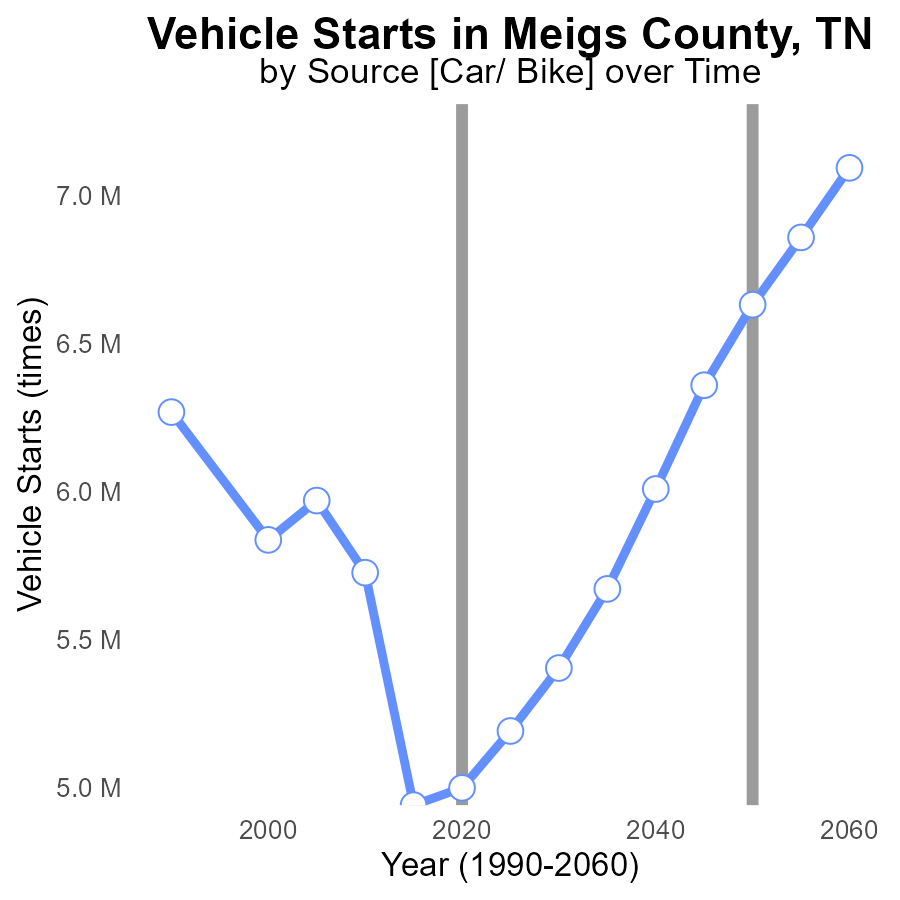 Vehicle Starts in Meigs County, TN
by Source [Car/ Bike] over Time
Vehicle Starts (times)
7.0 M
6.5 M
6.0 M
5.5 M
5.0 M
2000 2020 2040 2060
Year (1990-2060)